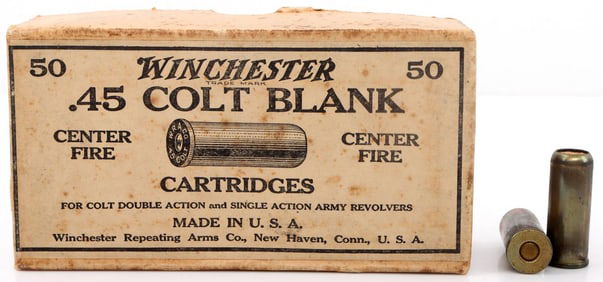 50 WINCHESTER 50
TRADE MARK
.45 COLT BLANK
CENTER FIRE
CENTER FIRE
CARTRIDGES
FOR COLT DOUBLE ACTION and SINGLE ACTION ARMY REVOLVERS
MADE IN U. S. A.
Winchester Repeating Arms Co., New Haven, Conn., U. S. A.